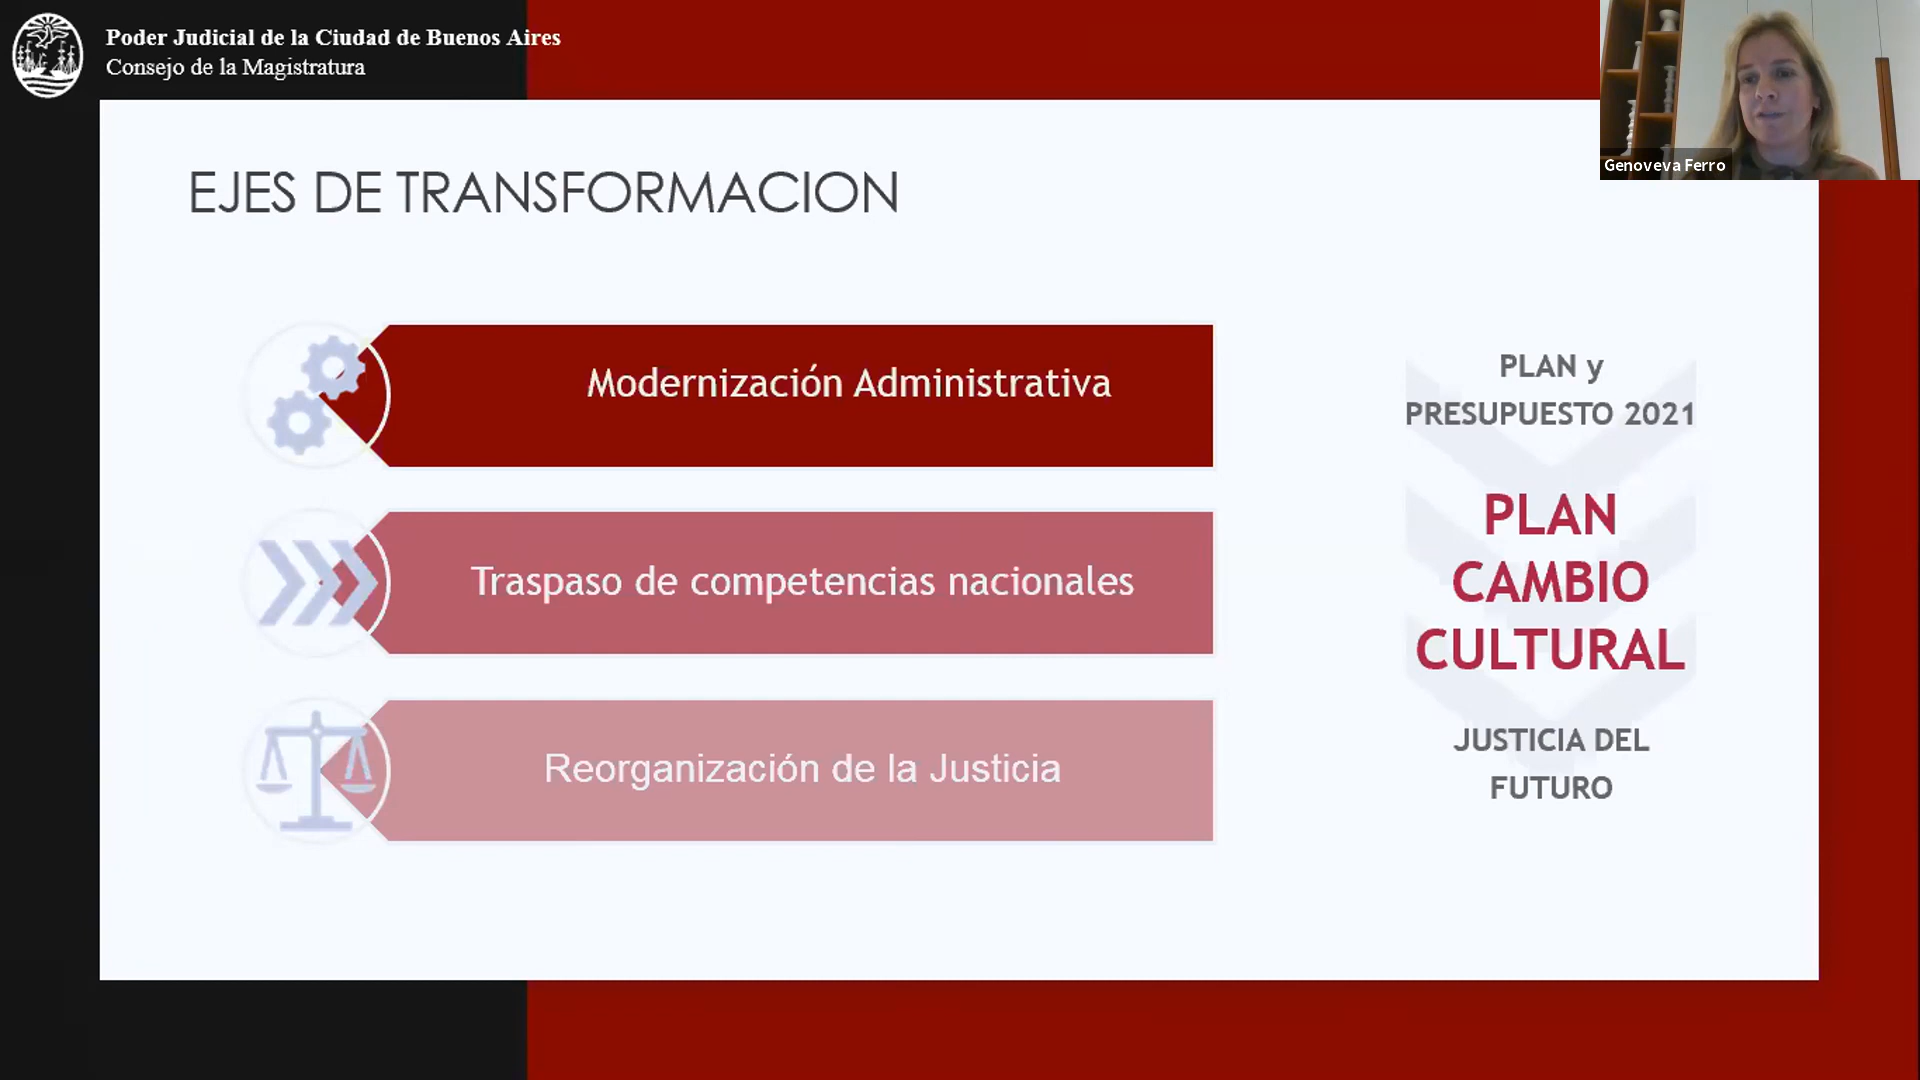 Poder Judicial de la Ciudad de Buenos Aires
Consejo de la Magistratura
Genoveva Ferro
EJES DE TRANSFORMACION
Modernización Administrativa
Traspaso de competencias nacionales
Reorganización de la Justicia
PLAN y
PRESUPUESTO 2021
PLAN
CAMBIO
CULTURAL
JUSTICIA DEL
FUTURO